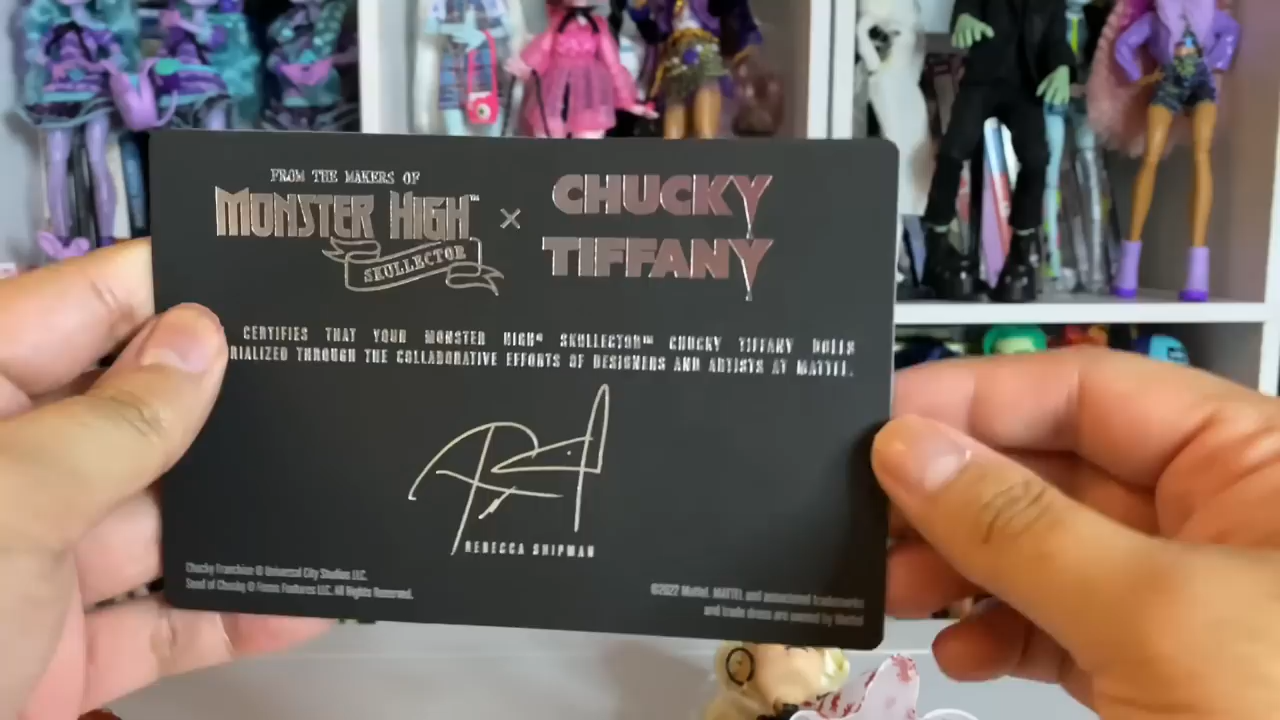 FROM THE MAKERS OF
MONSTER HIGH™
SKULLECTOR
×
CHUCKY
TIFFANY
CERTIFIES THAT YOUR MONSTER HIGH® SKULLECTOR™ CHUCKY TIFFANY DOLLS
RIALIZED THROUGH THE COLLABORATIVE EFFORTS OF DESIGNERS AND ARTISTS AT MATTEL.
REBECCA SHIPMAN
Chucky Franchise © Universal City Studios LLC.
Seed of Chucky © Focus Features LLC. All Rights Reserved.
©2022 Mattel. MATTEL and associated trademarks
and trade dress are owned by Mattel